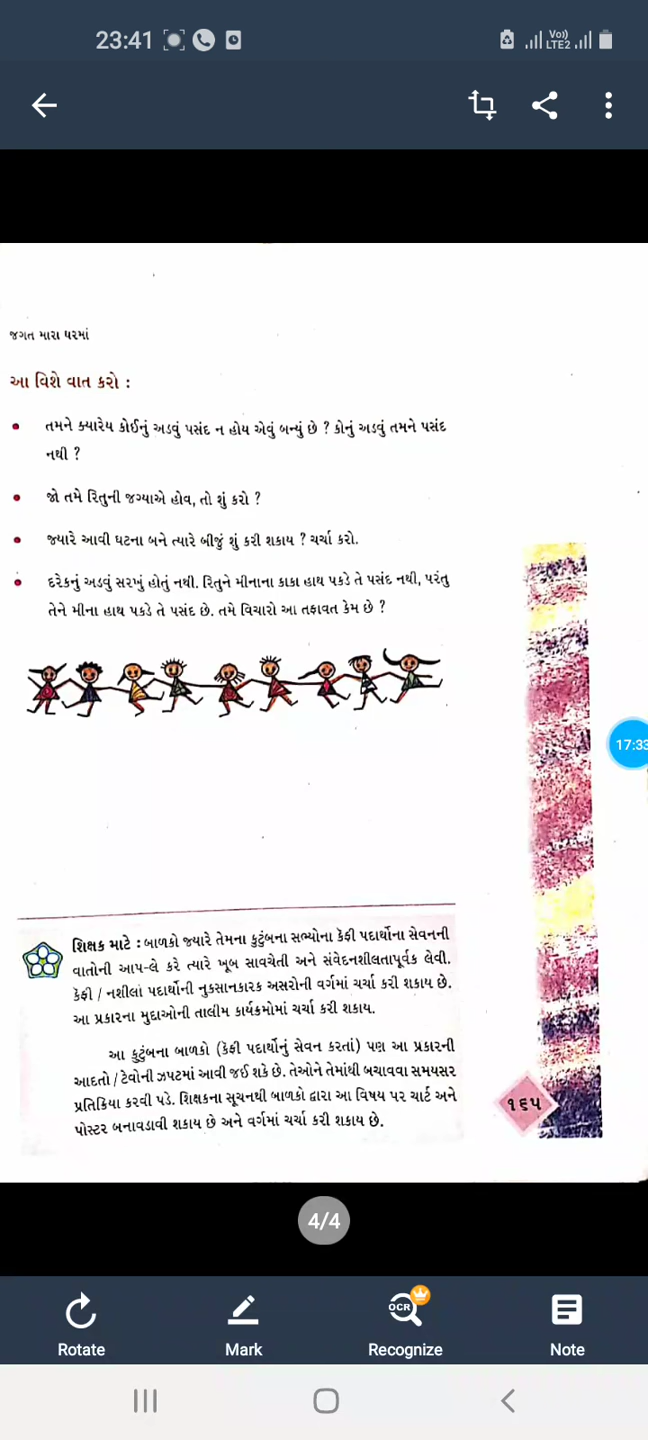 23:41
Vo)) LTE2
જગત મારા ઘરમાં
આ વિશે વાત કરો :
• તમને ક્યારેય કોઈનું અડવું પસંદ ન હોય એવું બન્યું છે ? કોનું અડવું તમને પસંદ
નથી ?
• જો તમે રિતુની જગ્યાએ હોવ, તો શું કરો ?
• જ્યારે આવી ઘટના બને ત્યારે બીજું શું કરી શકાય ? ચર્ચા કરો.
• દરેકનું અડવું સરખું હોતું નથી. રિતુને મીનાના કાકા હાથ પકડે તે પસંદ નથી, પરંતુ
તેને મીના હાથ પકડે તે પસંદ છે. તમે વિચારો આ તફાવત કેમ છે ?
17:33
શિક્ષક માટે : બાળકો જ્યારે તેમના કુટુંબના સભ્યોના કેફી પદાર્થોના સેવનની
વાતોની આપ-લે કરે ત્યારે ખૂબ સાવચેતી અને સંવેદનશીલતાપૂર્વક લેવી.
કેફી / નશીલાં પદાર્થોની નુકસાનકારક અસરોની વર્ગમાં ચર્ચા કરી શકાય છે.
આ પ્રકારના મુદ્દાઓની તાલીમ કાર્યક્રમોમાં ચર્ચા કરી શકાય.
આ કુટુંબના બાળકો (કેફી પદાર્થોનું સેવન કરતાં) પણ આ પ્રકારની
આદતો / ટેવોની ઝપટમાં આવી જઈ શકે છે. તેઓને તેમાંથી બચાવવા સમયસર
પ્રતિક્રિયા કરવી પડે. શિક્ષકના સૂચનથી બાળકો દ્વારા આ વિષય પર ચાર્ટ અને
પોસ્ટર બનાવડાવી શકાય છે અને વર્ગમાં ચર્ચા કરી શકાય છે.
૧૬૫
4/4
OCR
Rotate Mark Recognize Note